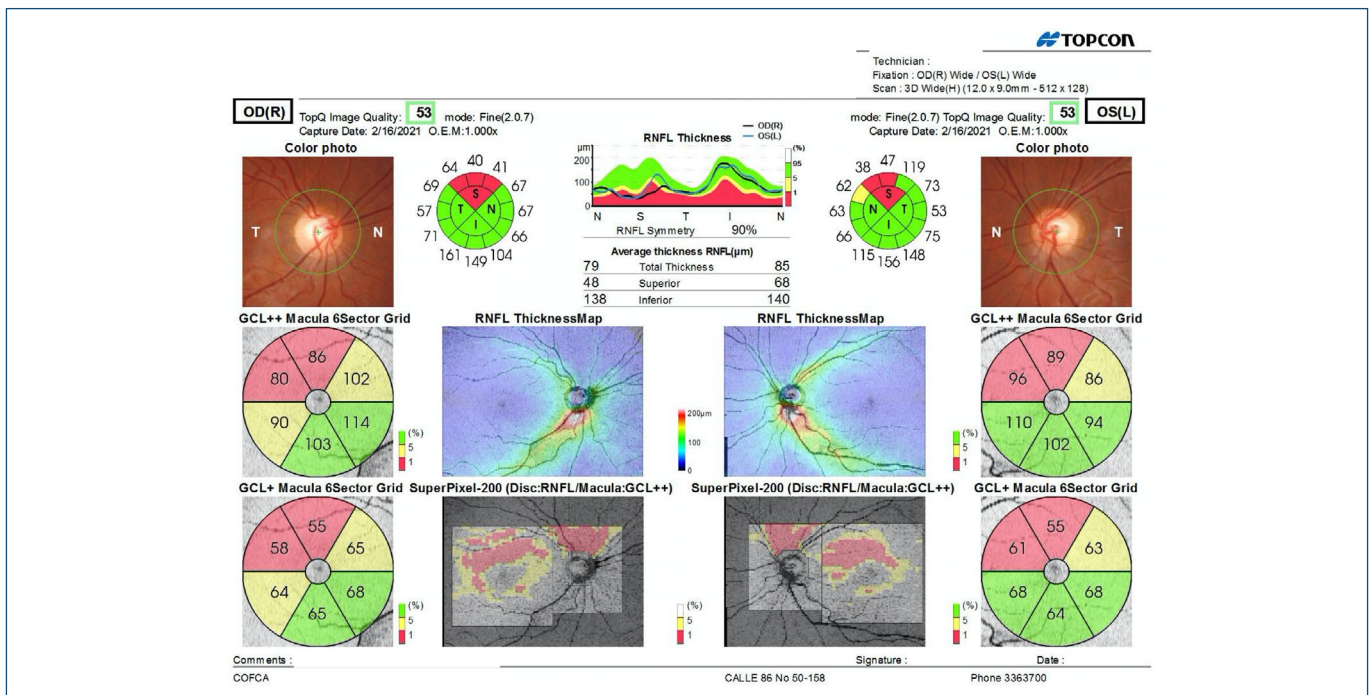 TOPCON
Technician :
Fixation : OD(R) Wide / OS(L) Wide
Scan : 3D Wide(H) (12.0 x 9.0mm - 512 x 128)
OD(R) TopQ Image Quality: 53 mode: Fine(2.0.7)
Capture Date: 2/16/2021 O.E.M:1.000x
mode: Fine(2.0.7) TopQ Image Quality: 53 OS(L)
Capture Date: 2/16/2021 O.E.M:1.000x
Color photo
T N
64 40 41
69 67
57 67
71 66
161 149 104
S
T N
I
RNFL Thickness
OD(R)
OS(L)
µm
200
100
0
(%)
95
5
1
N S T I N
RNFL Symmetry 90%
Average thickness RNFL(µm)
79 Total Thickness 85
48 Superior 68
138 Inferior 140
38 47 119
62 73
63 53
66 75
115 156 148
S
N T
I
Color photo
N T
GCL++ Macula 6Sector Grid
86
80 102
90 114
103
(%)
5
1
RNFL ThicknessMap
200µm
100
0
RNFL ThicknessMap
GCL++ Macula 6Sector Grid
89
96 86
110 94
102
(%)
5
1
GCL+ Macula 6Sector Grid
55
58 65
64 68
65
(%)
5
1
SuperPixel-200 (Disc:RNFL/Macula:GCL++)
(%)
5
1
SuperPixel-200 (Disc:RNFL/Macula:GCL++)
GCL+ Macula 6Sector Grid
55
61 63
68 68
64
(%)
5
1
Comments : Signature : Date :
COFCA CALLE 86 No 50-158 Phone 3363700